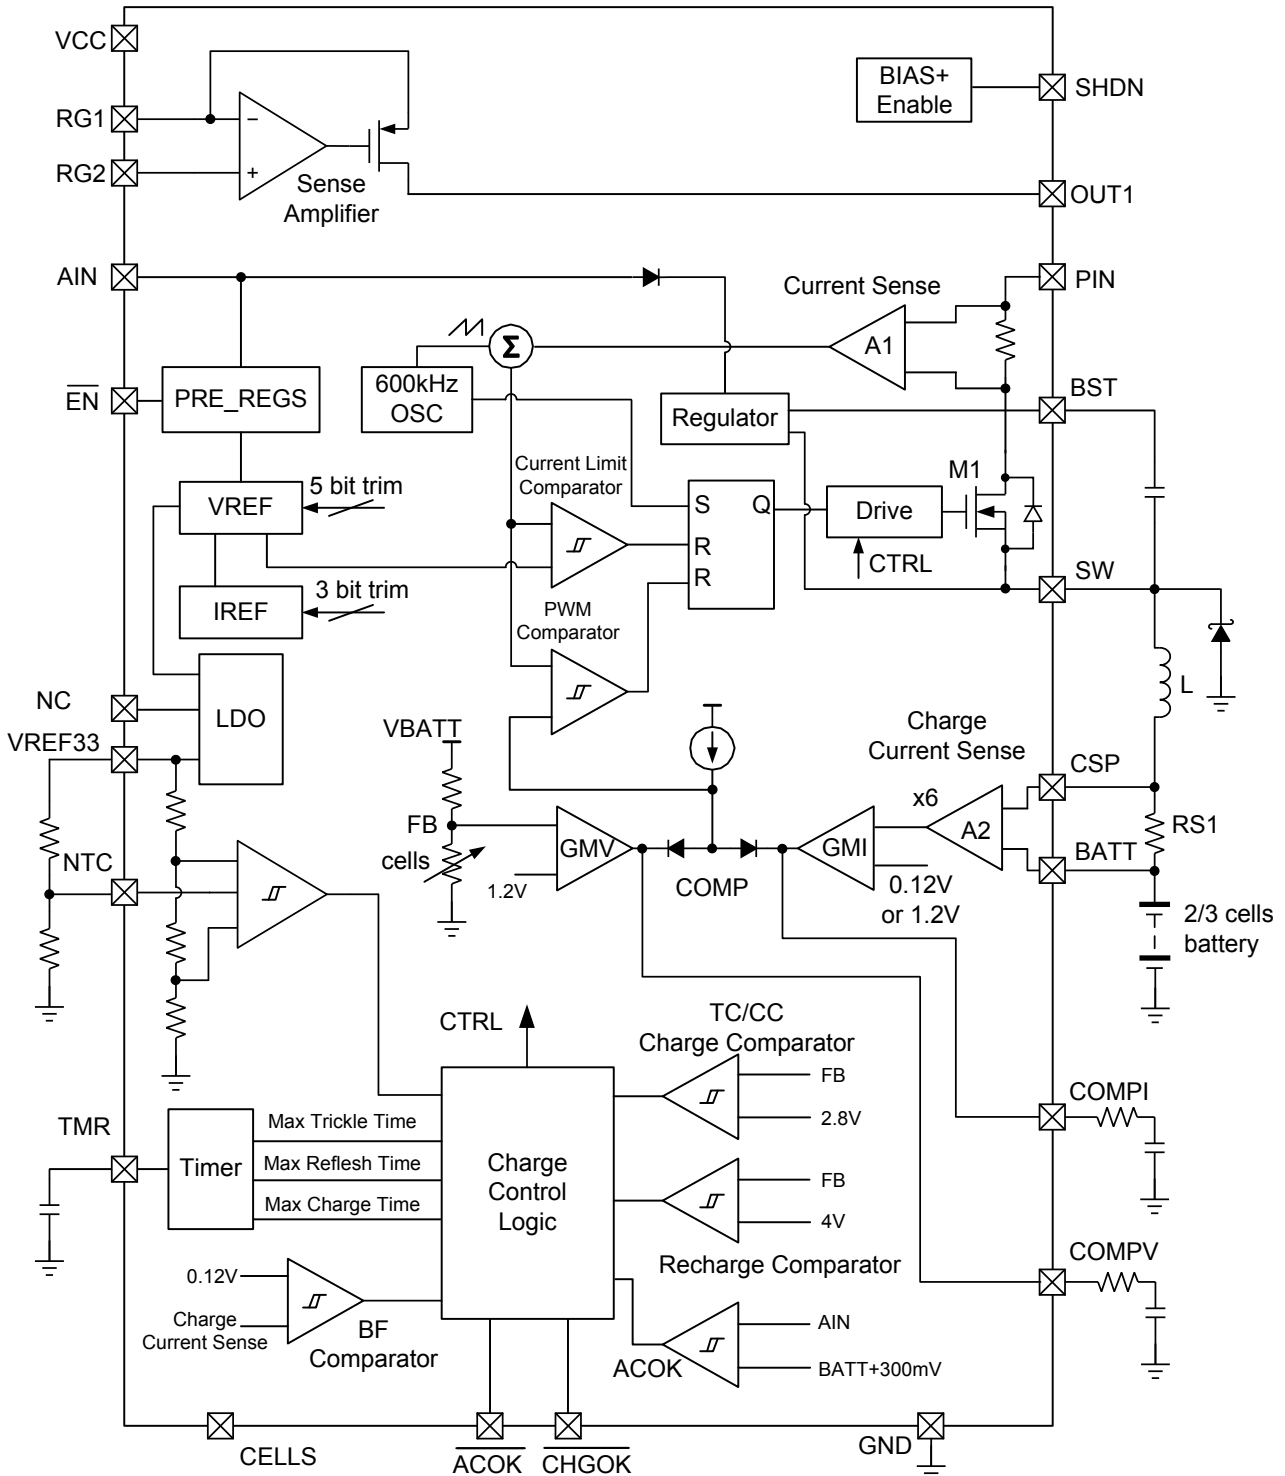 VCC
RG1
RG2
−
+
Sense
Amplifier
BIAS+
Enable
SHDN
OUT1
AIN
PIN
Current Sense
A1
Σ
EN
PRE_REGS
600kHz
OSC
Regulator
BST
VREF
5 bit trim
Current Limit
Comparator
S
Q
R
R
Drive
M1
CTRL
SW
IREF
3 bit trim
PWM
Comparator
NC
LDO
VREF33
VBATT
Charge
Current Sense
L
CSP
x6
A2
RS1
FB
GMV
GMI
NTC
cells
1.2V
COMP
0.12V
or 1.2V
BATT
2/3 cells
battery
CTRL
TC/CC
Charge Comparator
FB
2.8V
COMPI
TMR
Timer
Max Trickle Time
Max Reflesh Time
Max Charge Time
Charge
Control
Logic
FB
4V
Recharge Comparator
COMPV
0.12V
Charge
Current Sense
BF
Comparator
ACOK
AIN
BATT+300mV
CELLS
ACOK
CHGOK
GND